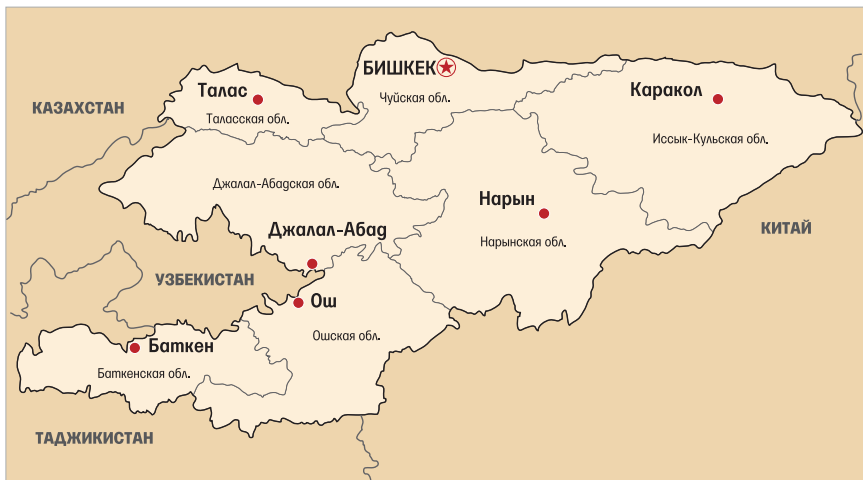 БИШКЕК
Чуйская обл.
Талас
Таласская обл.
Каракол
Иссык-Кульская обл.
КАЗАХСТАН
Джалал-Абадская обл.
Нарын
Нарынская обл.
Джалал-Абад
КИТАЙ
УЗБЕКИСТАН
Ош
Ошская обл.
Баткен
Баткенская обл.
ТАДЖИКИСТАН